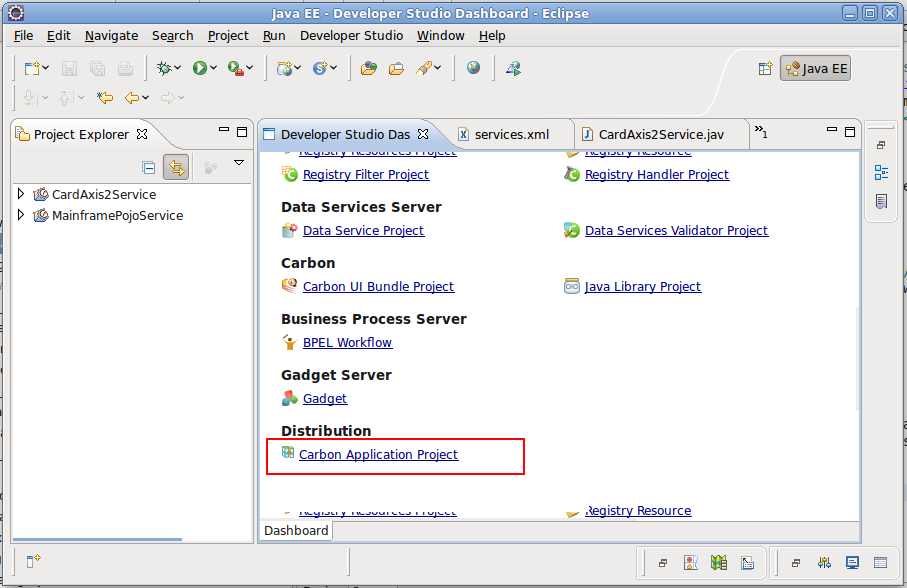 Java EE - Developer Studio Dashboard - Eclipse
File Edit Navigate Search Project Run Developer Studio Window Help
Java EE
Project Explorer
Developer Studio Das
services.xml
CardAxis2Service.jav
»1
CardAxis2Service
MainframePojoService
Registry Resources Project Registry Resource
Registry Filter Project Registry Handler Project
Data Services Server
Data Service Project Data Services Validator Project
Carbon
Carbon UI Bundle Project Java Library Project
Business Process Server
BPEL Workflow
Gadget Server
Gadget
Distribution
Carbon Application Project
Registry Resources Project Registry Resource
Dashboard